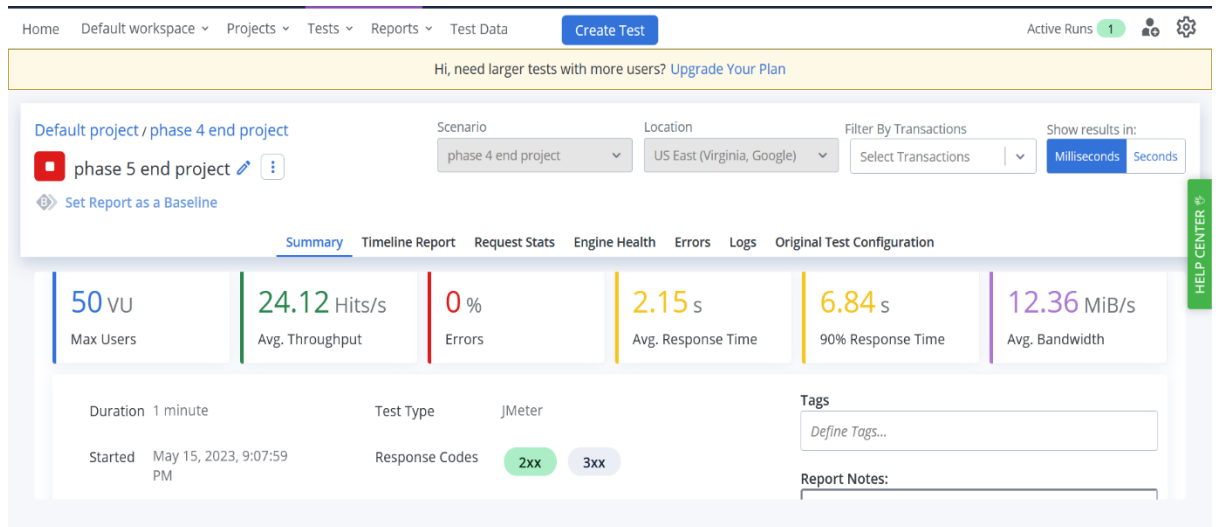 Home Default workspace Projects Tests Reports Test Data Create Test Active Runs 1
Hi, need larger tests with more users? Upgrade Your Plan
Default project / phase 4 end project
phase 5 end project
Set Report as a Baseline
Scenario
phase 4 end project
Location
US East (Virginia, Google)
Filter By Transactions
Select Transactions
Show results in:
Milliseconds Seconds
Summary Timeline Report Request Stats Engine Health Errors Logs Original Test Configuration
HELP CENTER
50 VU
Max Users
24.12 Hits/s
Avg. Throughput
0 %
Errors
2.15 s
Avg. Response Time
6.84 s
90% Response Time
12.36 MiB/s
Avg. Bandwidth
Duration 1 minute
Started May 15, 2023, 9:07:59
PM
Test Type JMeter
Response Codes 2xx 3xx
Tags
Define Tags...
Report Notes: